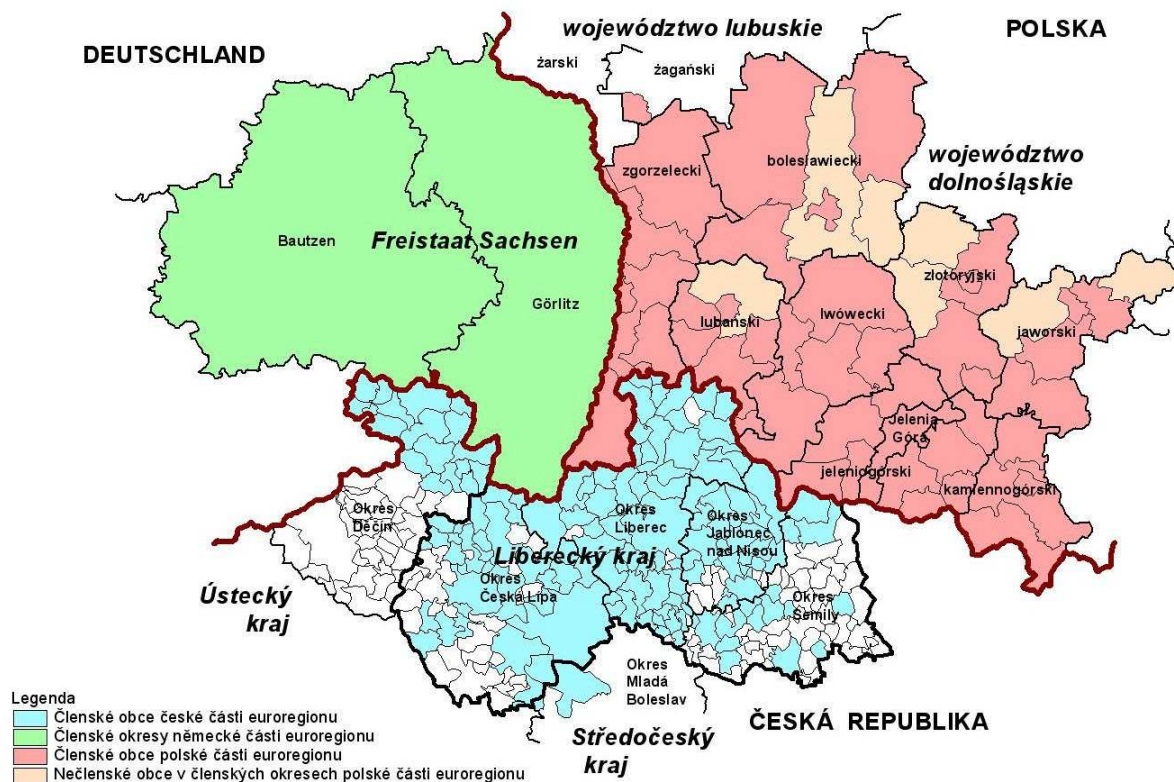 DEUTSCHLAND
województwo lubuskie
POLSKA
żarski
żagański
zgorzelecki
bolesławiecki
województwo
dolnośląskie
Bautzen
Freistaat Sachsen
Görlitz
złotoryjski
lubański
lwówecki
jaworski
Jelenia
Góra
jeleniogórski
kamiennogórski
Okres
Děčín
Okres
Liberec
Okres
Jablonec
nad Nisou
Liberecký kraj
Okres
Česká Lípa
Okres
Semily
Ústecký
kraj
Okres
Mladá
Boleslav
Středočeský
kraj
ČESKÁ REPUBLIKA
Legenda
Členské obce české části euroregionu
Členské okresy německé části euroregionu
Členské obce polské části euroregionu
Nečlenské obce v členských okresech polské části euroregionu